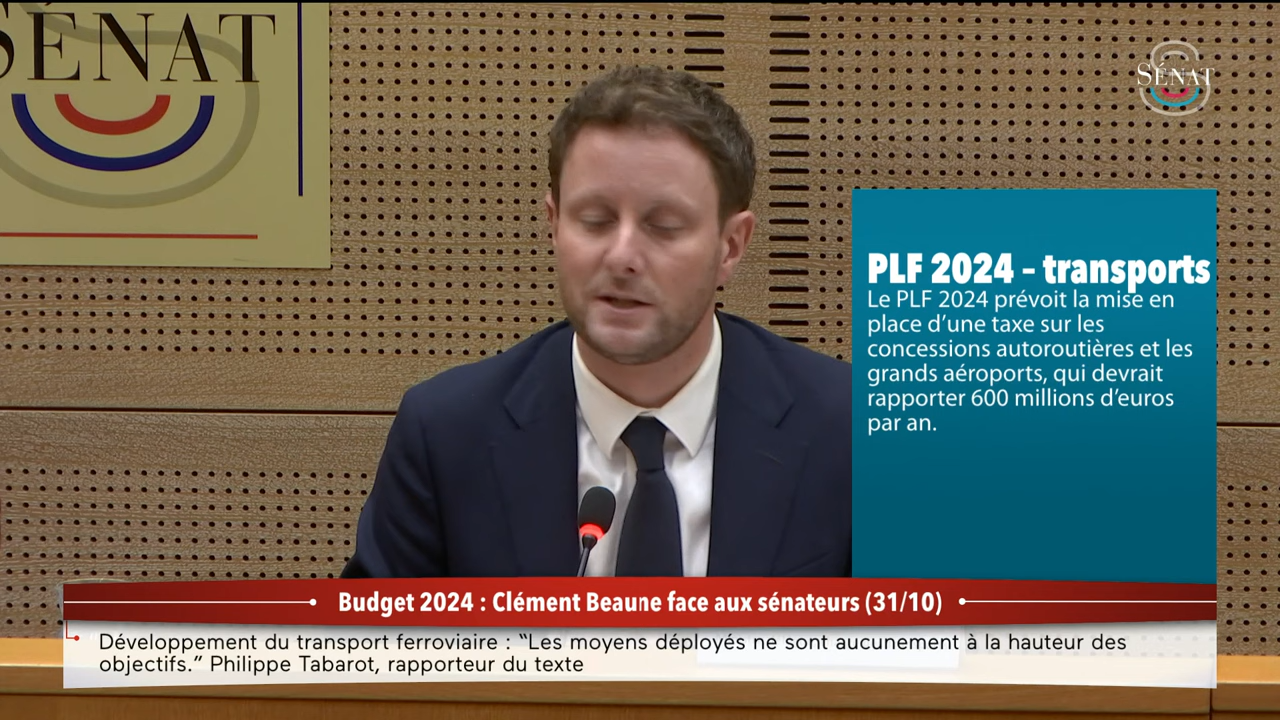 SÉNAT
SÉNAT
PLF 2024 – transports
Le PLF 2024 prévoit la mise en
place d’une taxe sur les
concessions autoroutières et les
grands aéroports, qui devrait
rapporter 600 millions d’euros
par an.
Budget 2024 : Clément Beaune face aux sénateurs (31/10)
Développement du transport ferroviaire : “Les moyens déployés ne sont aucunement à la hauteur des
objectifs.” Philippe Tabarot, rapporteur du texte